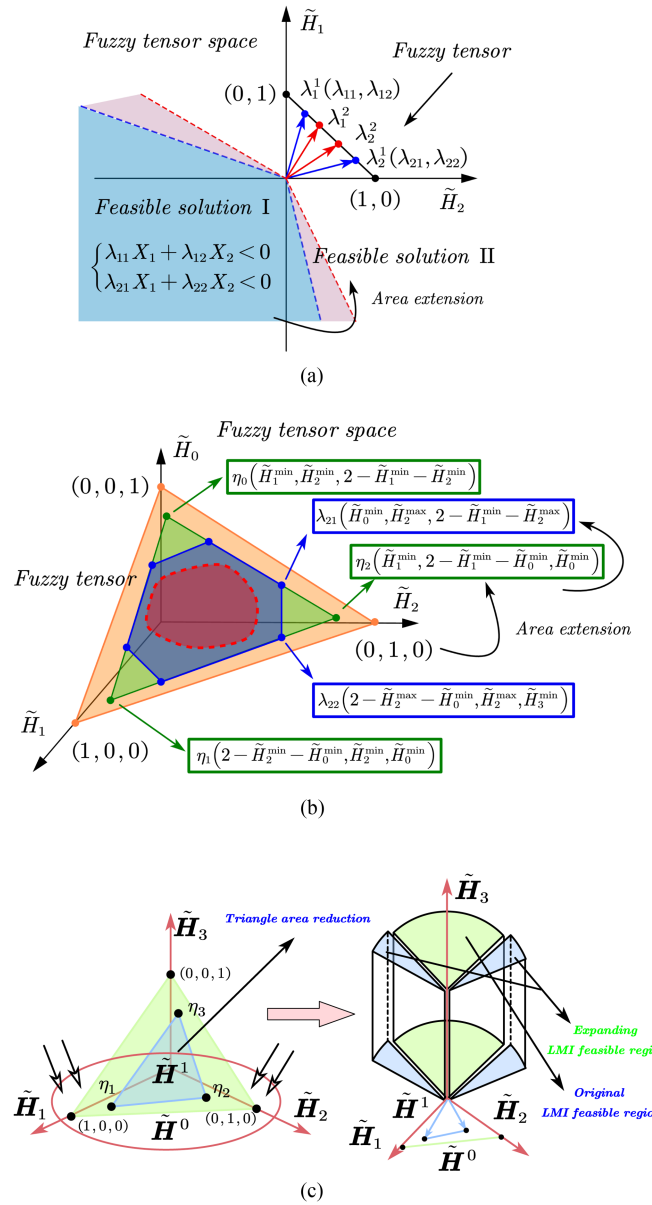 H̃₁
Fuzzy tensor space
Fuzzy tensor
(0,1)
λ₁¹(λ₁₁,λ₁₂)
λ₁²
λ₂²
λ₂¹(λ₂₁,λ₂₂)
(1,0)
H̃₂
Feasible solution I
{λ₁₁X₁+λ₁₂X₂<0
λ₂₁X₁+λ₂₂X₂<0
Feasible solution II
Area extension
(a)
Fuzzy tensor space
H̃₀
(0,0,1)
η₀(H̃₁ᵐⁱⁿ,H̃₂ᵐⁱⁿ,2−H̃₁ᵐⁱⁿ−H̃₂ᵐⁱⁿ)
λ₂₁(H̃₀ᵐⁱⁿ,H̃₂ᵐᵃˣ,2−H̃₁ᵐⁱⁿ−H̃₂ᵐᵃˣ)
η₂(H̃₁ᵐⁱⁿ,2−H̃₁ᵐⁱⁿ−H̃₀ᵐⁱⁿ,H̃₀ᵐⁱⁿ)
Fuzzy tensor
H̃₂
(0,1,0)
Area extension
λ₂₂(2−H̃₂ᵐᵃˣ−H̃₀ᵐⁱⁿ,H̃₂ᵐᵃˣ,H̃₃ᵐⁱⁿ)
H̃₁
(1,0,0)
η₁(2−H̃₂ᵐⁱⁿ−H̃₀ᵐⁱⁿ,H̃₂ᵐⁱⁿ,H̃₀ᵐⁱⁿ)
(b)
H̃₃
Triangle area reduction
(0,0,1)
η₃
H̃¹
η₁
η₂
H̃₁
H̃₂
(1,0,0)
H̃⁰
(0,1,0)
H̃₃
Expanding
LMI feasible regi
Original
LMI feasible regio
H̃¹
H̃₂
H̃₁
H̃⁰
(c)